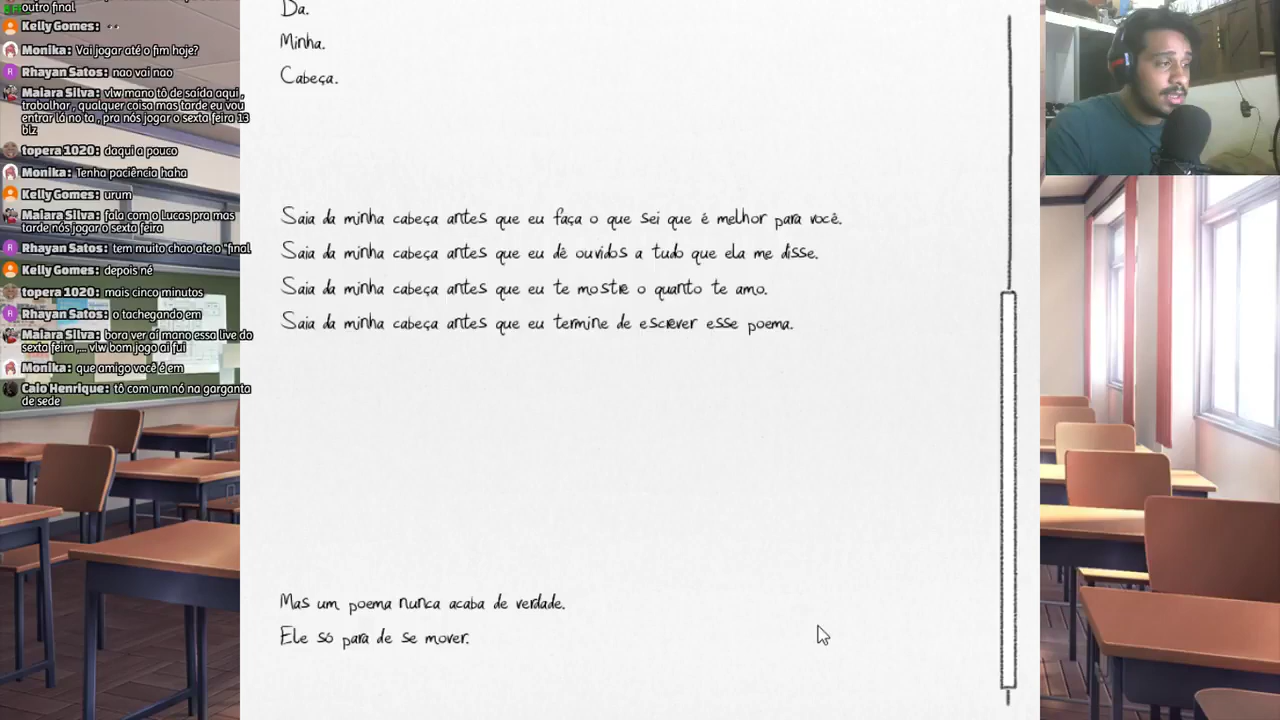 outro final
Kelly Gomes: 👀
Monika: Vai jogar até o fim hoje?
Rhayan Satos: nao vai nao
Maiara Silva: vlw mano tô de saída aqui ,
trabalhar , qualquer coisa mas tarde eu vou
entrar lá no ta , pra nós jogar o sexta feira 13
blz
topera 1020: daqui a pouco
Monika: Tenha paciência haha
Kelly Gomes: urum
Maiara Silva: fala com o Lucas pra mas
tarde nós jogar o sexta feira
Rhayan Satos: tem muito chao ate o "final
Kelly Gomes: depois né
topera 1020: mais cinco minutos
Rhayan Satos: o tachegando em
Maiara Silva: bora ver aí mano essa live do
sexta feira ,... vlw bom jogo ai fui
Monika: que amigo você é em
Caio Henrique: tô com um nó na garganta
de sede
Da.
Minha.
Cabeça.
Saia da minha cabeça antes que eu faça o que sei que é melhor para você.
Saia da minha cabeça antes que eu dê ouvidos a tudo que ela me disse.
Saia da minha cabeça antes que eu te mostre o quanto te amo.
Saia da minha cabeça antes que eu termine de escrever esse poema.
Mas um poema nunca acaba de verdade.
Ele só para de se mover.